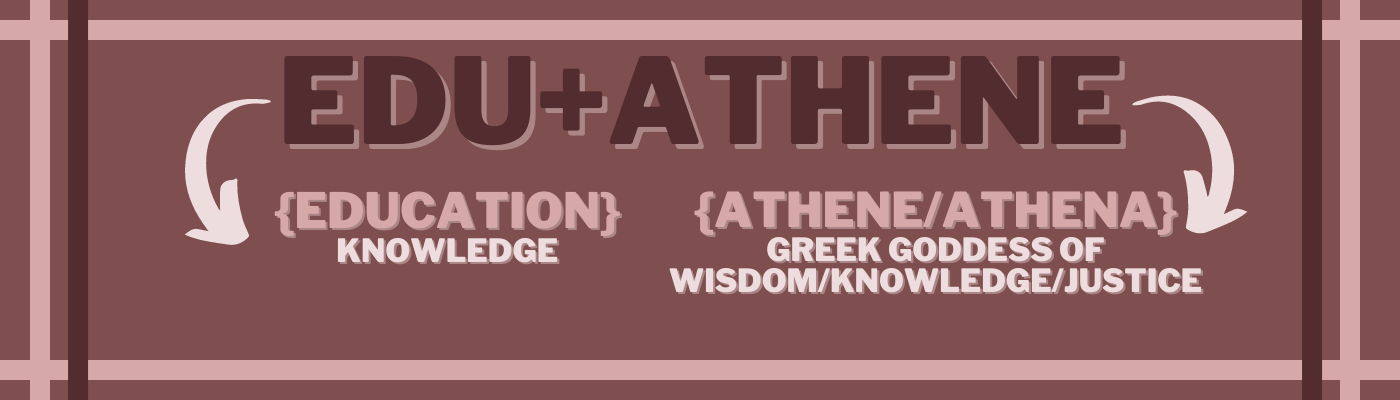 EDU+ATHENE
{EDUCATION}
KNOWLEDGE
{ATHENE/ATHENA}
GREEK GODDESS OF
WISDOM/KNOWLEDGE/JUSTICE